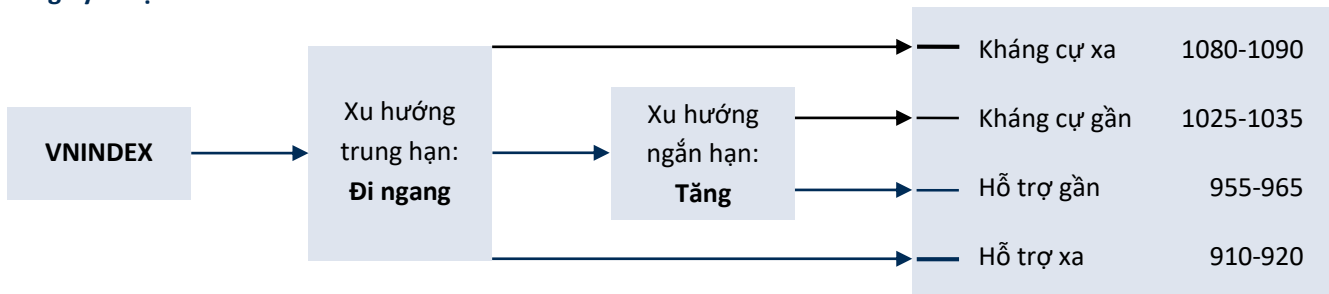 VNINDEX
Xu hướng
trung hạn:
Đi ngang
Xu hướng
ngắn hạn:
Tăng
Kháng cự xa 1080-1090
Kháng cự gần 1025-1035
Hỗ trợ gần 955-965
Hỗ trợ xa 910-920